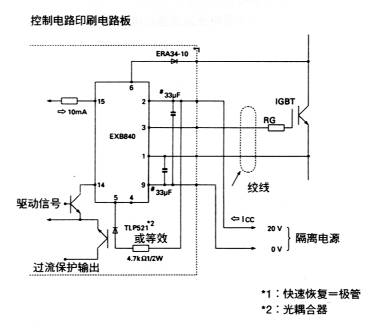 控制电路印刷电路板
*1
ERA34-10
6
15
2
# 33μF
IGBT
10mA
EXB840
3
RG
1
绞线
14
9
# 33μF
5
4
驱动信号
TLP521*2
或等效
ICC
20 V
隔离电源
0 V
过流保护输出
4.7kΩ1/2W
*1：快速恢复=极管
*2：光耦合器